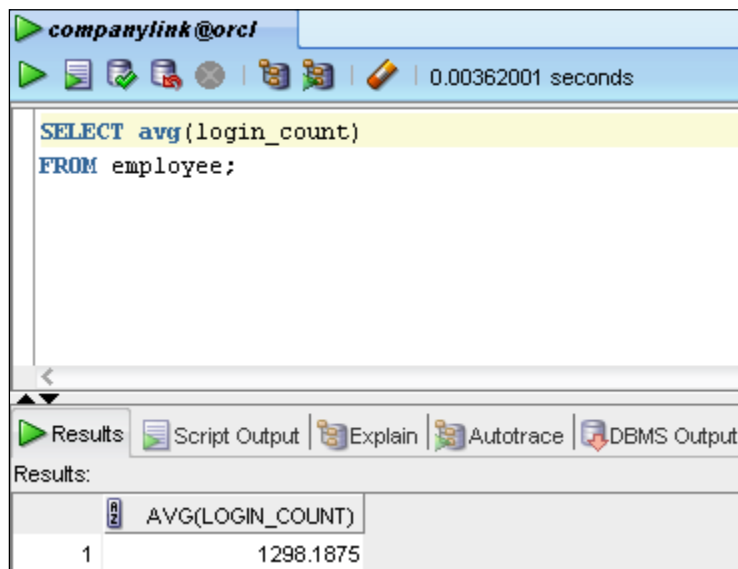 companylink@orcl
0.00362001 seconds
SELECT avg(login_count)
FROM employee;
Results Script Output Explain Autotrace DBMS Output
Results:
AVG(LOGIN_COUNT)
1 1298.1875